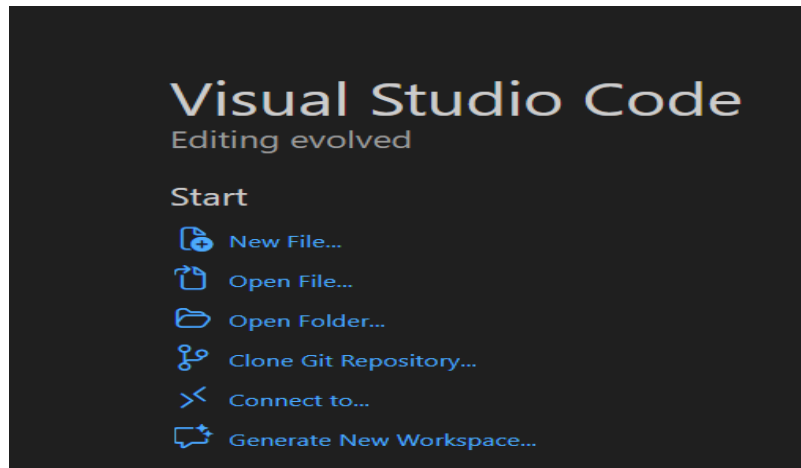 Visual Studio Code
Editing evolved
Start
New File...
Open File...
Open Folder...
Clone Git Repository...
Connect to...
Generate New Workspace...